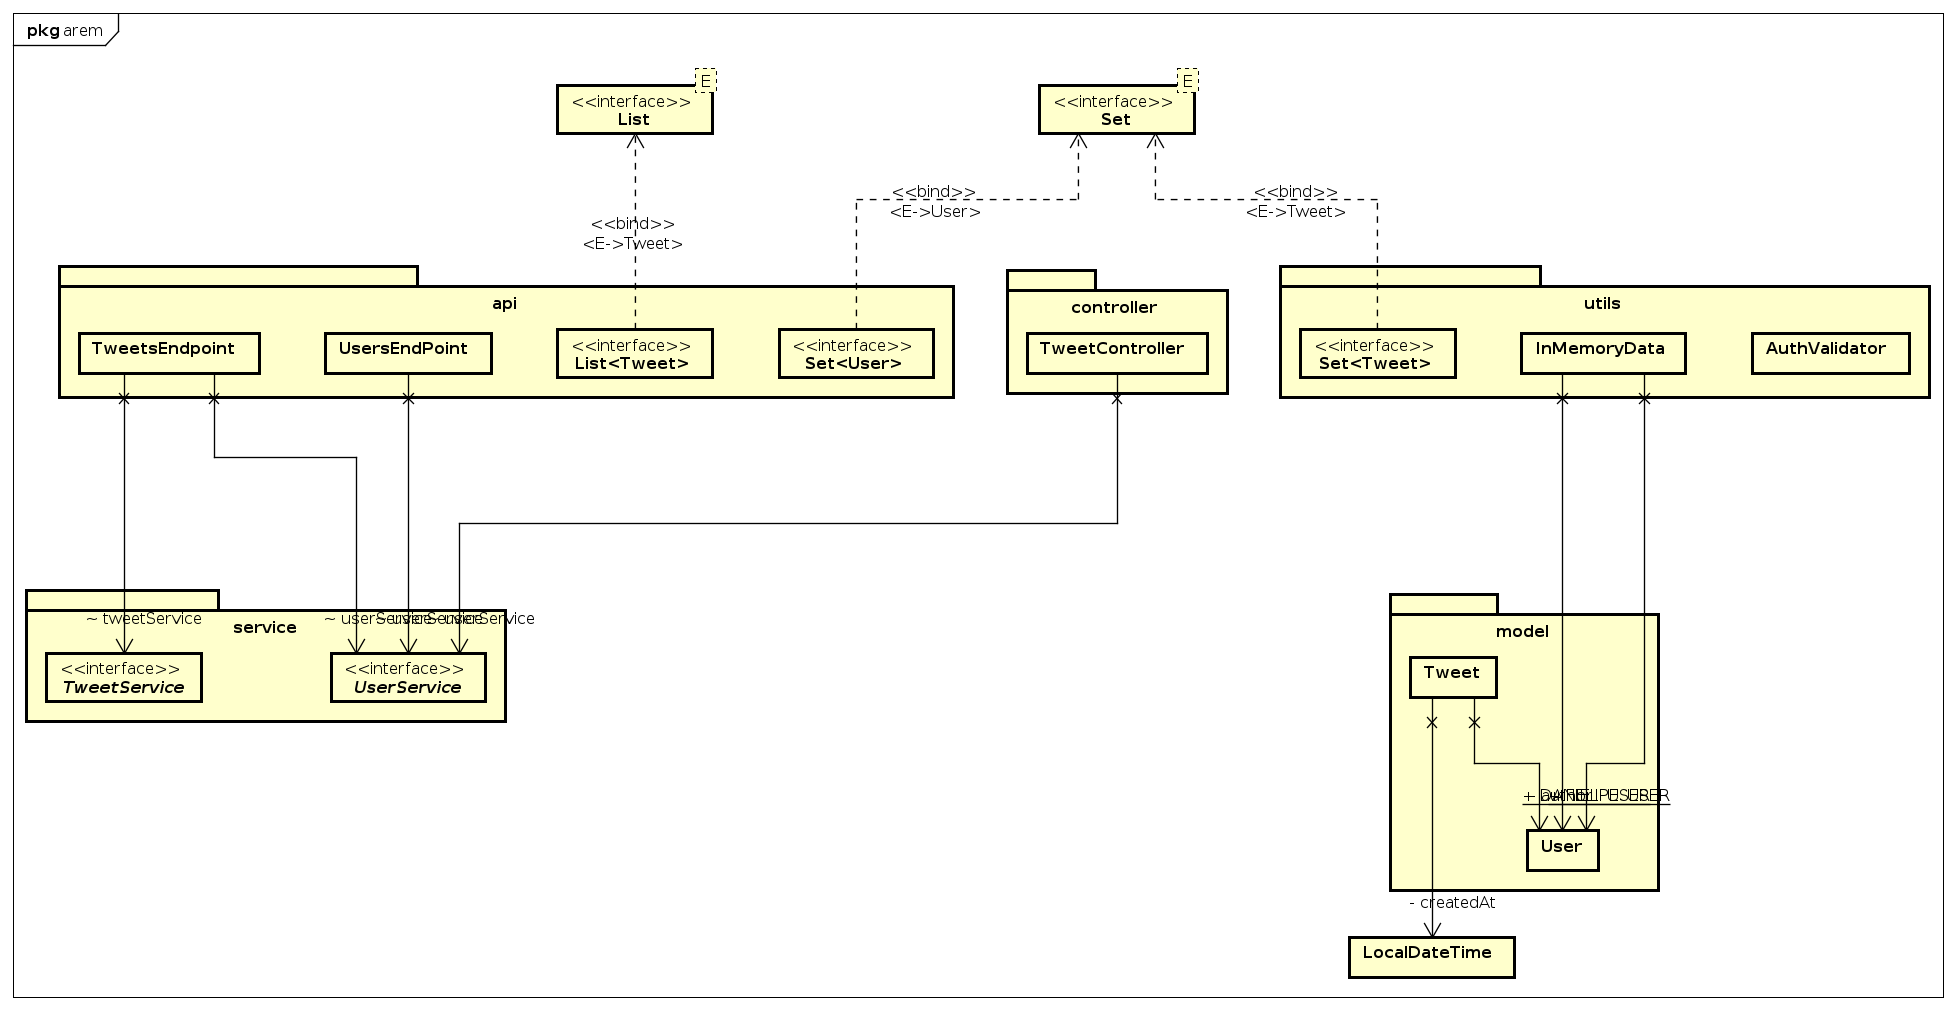 pkg arem
E
<<interface>>
List
E
<<interface>>
Set
<<bind>>
<E->User>
<<bind>>
<E->Tweet>
<<bind>>
<E->Tweet>
api
TweetsEndpoint
UsersEndPoint
<<interface>>
List<Tweet>
<<interface>>
Set<User>
controller
TweetController
utils
<<interface>>
Set<Tweet>
InMemoryData
AuthValidator
~ tweetService
~ userService
~ userService
~ userService
service
<<interface>>
TweetService
<<interface>>
UserService
model
Tweet
User
- createdAt
LocalDateTime